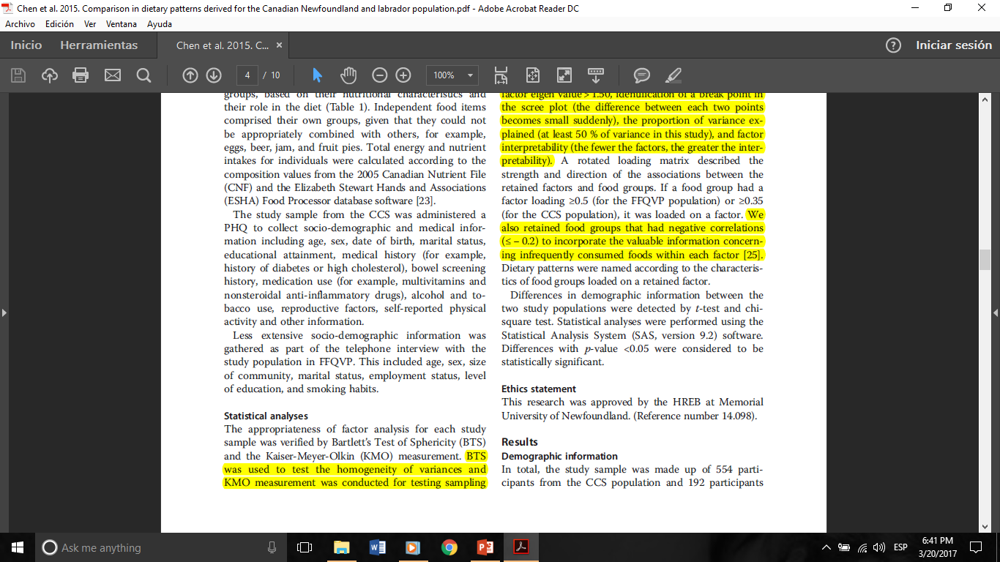 Chen et al. 2015. Comparison in dietary patterns derived for the Canadian Newfoundland and labrador population.pdf - Adobe Acrobat Reader DC
Archivo Edición Ver Ventana Ayuda
Inicio Herramientas Chen et al. 2015. C... × ? Iniciar sesión
4 / 10 100%
groups, based on their nutritional characteristics and
their role in the diet (Table 1). Independent food items
comprised their own groups, given that they could not
be appropriately combined with others, for example,
eggs, beer, jam, and fruit pies. Total energy and nutrient
intakes for individuals were calculated according to the
composition values from the 2005 Canadian Nutrient File
(CNF) and the Elizabeth Stewart Hands and Associations
(ESHA) Food Processor database software [23].
The study sample from the CCS was administered a
PHQ to collect socio-demographic and medical infor-
mation including age, sex, date of birth, marital status,
educational attainment, medical history (for example,
history of diabetes or high cholesterol), bowel screening
history, medication use (for example, multivitamins and
nonsteroidal anti-inflammatory drugs), alcohol and to-
bacco use, reproductive factors, self-reported physical
activity and other information.
Less extensive socio-demographic information was
gathered as part of the telephone interview with the
study population in FFQVP. This included age, sex, size
of community, marital status, employment status, level
of education, and smoking habits.
Statistical analyses
The appropriateness of factor analysis for each study
sample was verified by Bartlett's Test of Sphericity (BTS)
and the Kaiser-Meyer-Olkin (KMO) measurement. BTS
was used to test the homogeneity of variances and
KMO measurement was conducted for testing sampling
factor eigen value > 1.50, identification of a break point in
the scree plot (the difference between each two points
becomes small suddenly), the proportion of variance ex-
plained (at least 50 % of variance in this study), and factor
interpretability (the fewer the factors, the greater the inter-
pretability). A rotated loading matrix described the
strength and direction of the associations between the
retained factors and food groups. If a food group had a
factor loading ≥0.5 (for the FFQVP population) or ≥0.35
(for the CCS population), it was loaded on a factor. We
also retained food groups that had negative correlations
(≤ − 0.2) to incorporate the valuable information concern-
ing infrequently consumed foods within each factor [25].
Dietary patterns were named according to the characteris-
tics of food groups loaded on a retained factor.
Differences in demographic information between the
two study populations were detected by t-test and chi-
square test. Statistical analyses were performed using the
Statistical Analysis System (SAS, version 9.2) software.
Differences with p-value <0.05 were considered to be
statistically significant.
Ethics statement
This research was approved by the HREB at Memorial
University of Newfoundland. (Reference number 14.098).
Results
Demographic information
In total, the study sample was made up of 554 parti-
cipants from the CCS population and 192 participants
Ask me anything
ESP
6:41 PM
3/20/2017